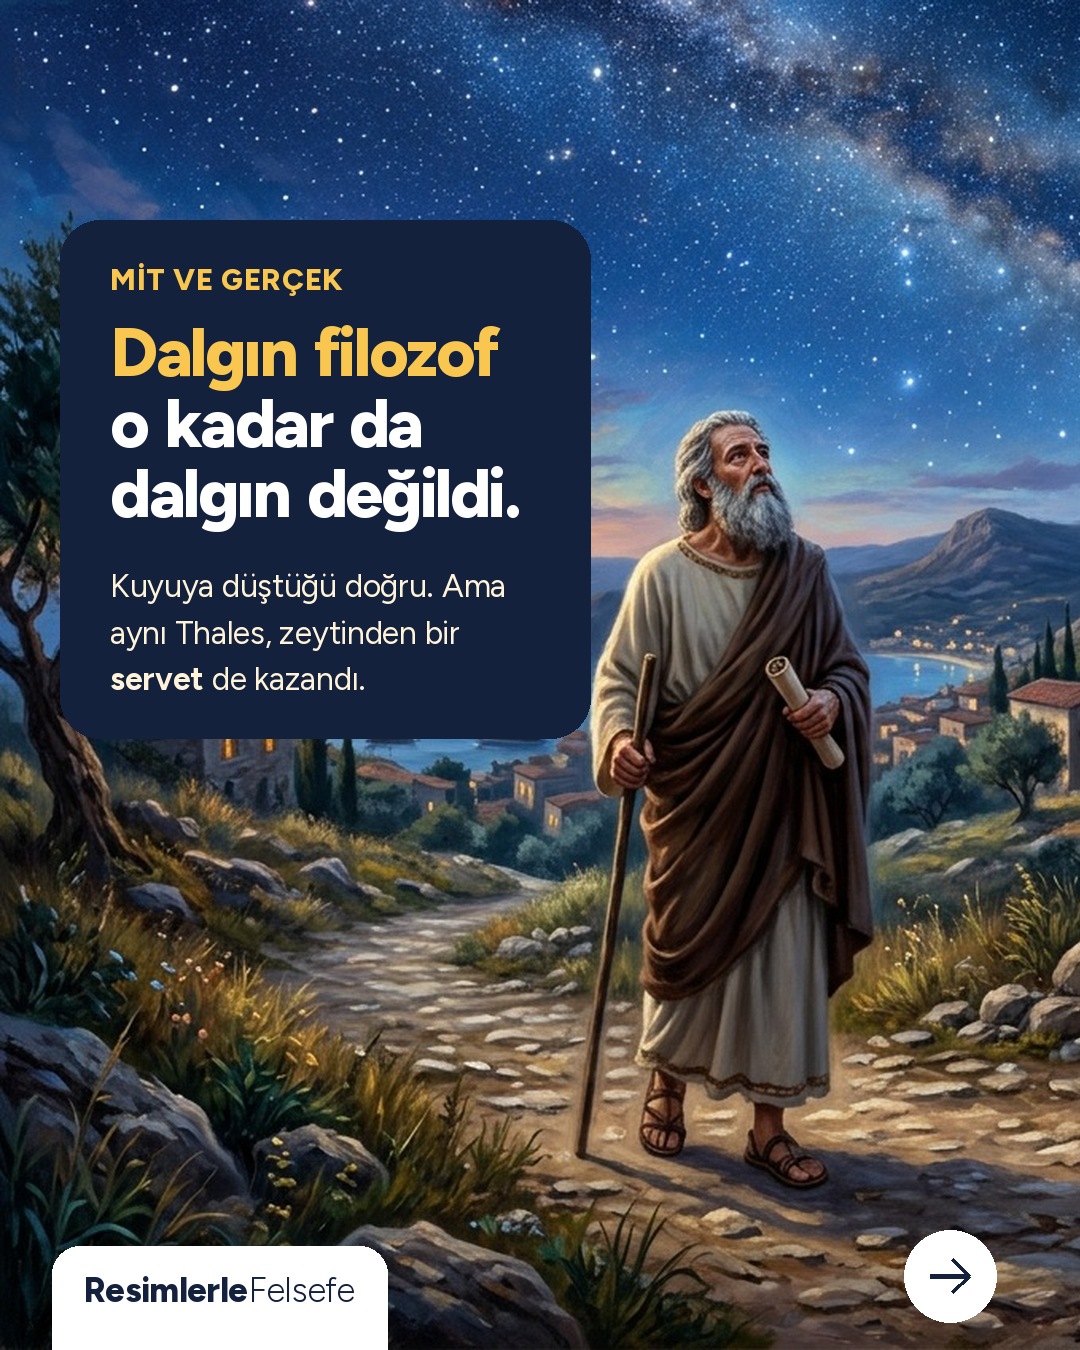 MİT VE GERÇEK
Dalgın filozof
o kadar da
dalgın değildi.
Kuyuya düştüğü doğru. Ama
aynı Thales, zeytinden bir
servet de kazandı.
ResimlerleFelsefe